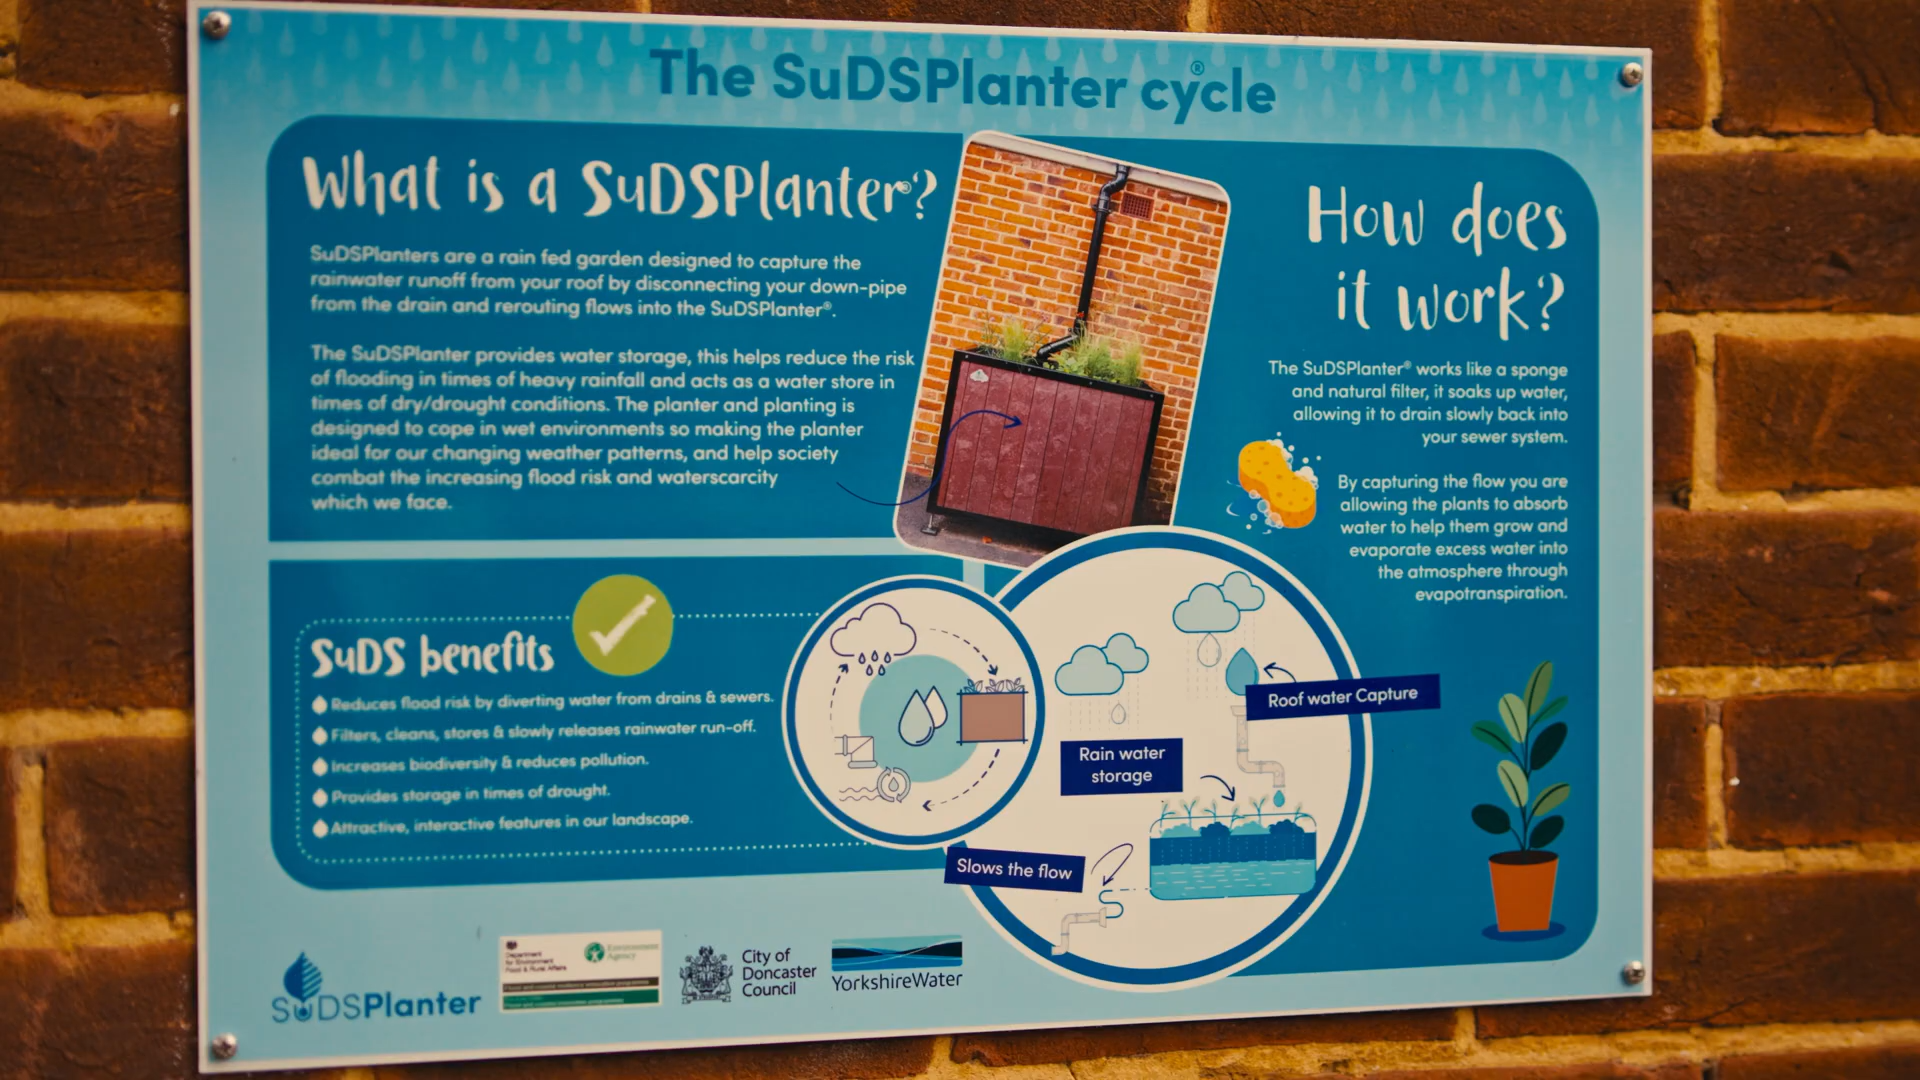 The SuDSPlanter® cycle
What is a SuDSPlanter®?
SuDSPlanters are a rain fed garden designed to capture the
rainwater runoff from your roof by disconnecting your down-pipe
from the drain and rerouting flows into the SuDSPlanter®.
The SuDSPlanter provides water storage, this helps reduce the risk
of flooding in times of heavy rainfall and acts as a water store in
times of dry/drought conditions. The planter and planting is
designed to cope in wet environments so making the planter
ideal for our changing weather patterns, and help society
combat the increasing flood risk and waterscarcity
which we face.
How does
it work?
The SuDSPlanter® works like a sponge
and natural filter, it soaks up water,
allowing it to drain slowly back into
your sewer system.
By capturing the flow you are
allowing the plants to absorb
water to help them grow and
evaporate excess water into
the atmosphere through
evapotranspiration.
SuDS benefits
Reduces flood risk by diverting water from drains & sewers.
Filters, cleans, stores & slowly releases rainwater run-off.
Increases biodiversity & reduces pollution.
Provides storage in times of drought.
Attractive, interactive features in our landscape.
Roof water Capture
Rain water
storage
Slows the flow
SuDSPlanter
Department
for Environment
Food & Rural Affairs
Environment
Agency
City of
Doncaster
Council
YorkshireWater